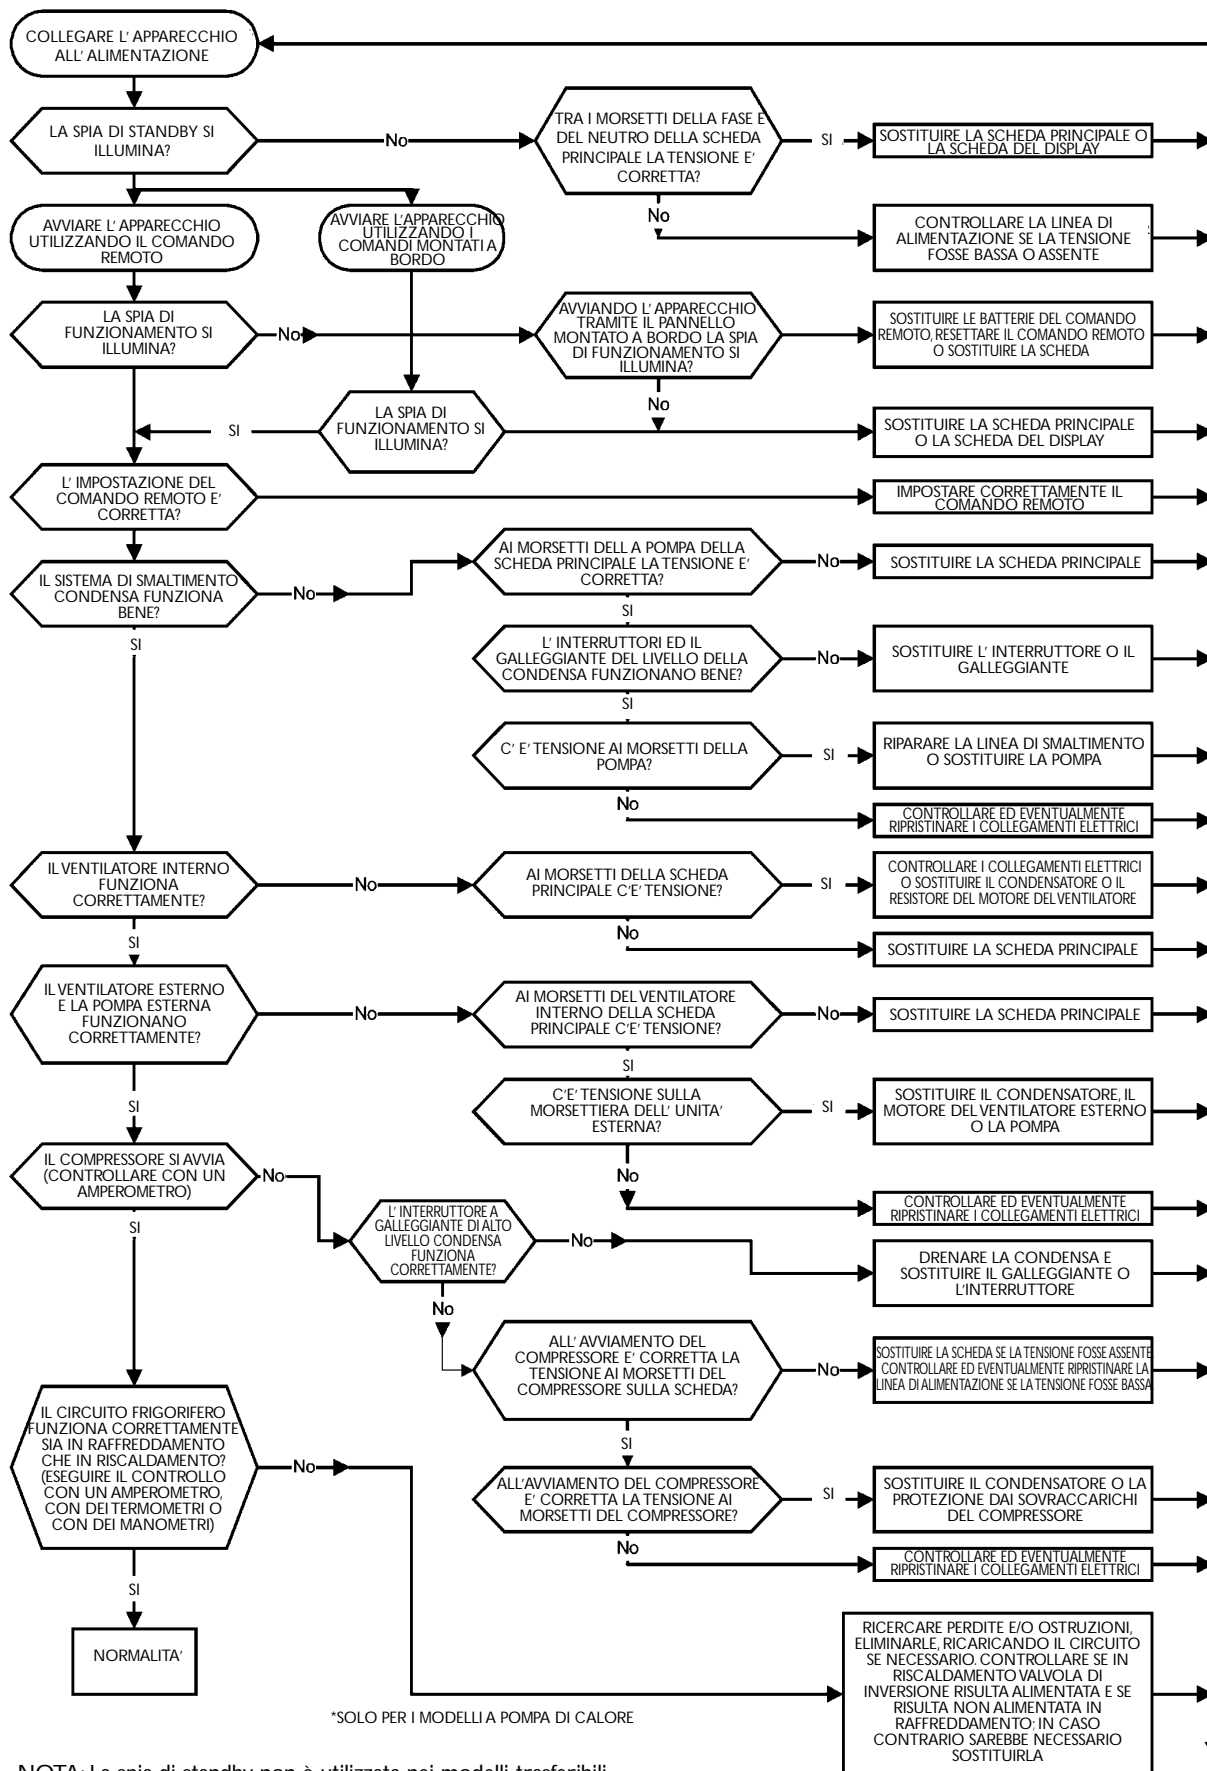 COLLEGARE L' APPARECCHIO
ALL' ALIMENTAZIONE
LA SPIA DI STANDBY SI
ILLUMINA?
No
TRA I MORSETTI DELLA FASE E
DEL NEUTRO DELLA SCHEDA
PRINCIPALE LA TENSIONE E'
CORRETTA?
SI
SOSTITUIRE LA SCHEDA PRINCIPALE O
LA SCHEDA DEL DISPLAY
No
CONTROLLARE LA LINEA DI
ALIMENTAZIONE SE LA TENSIONE
FOSSE BASSA O ASSENTE
AVVIARE L' APPARECCHIO
UTILIZZANDO IL COMANDO
REMOTO
AVVIARE L'APPARECCHIO
UTILIZZANDO I
COMANDI MONTATI A
BORDO
LA SPIA DI
FUNZIONAMENTO SI
ILLUMINA?
No
AVVIANDO L' APPARECCHIO
TRAMITE IL PANNELLO
MONTATO A BORDO LA SPIA
DI FUNZIONAMENTO SI
ILLUMINA?
SOSTITUIRE LE BATTERIE DEL COMANDO
REMOTO, RESETTARE IL COMANDO REMOTO
O SOSTITUIRE LA SCHEDA
No
LA SPIA DI
FUNZIONAMENTO SI
ILLUMINA?
SI
SOSTITUIRE LA SCHEDA PRINCIPALE
O LA SCHEDA DEL DISPLAY
L' IMPOSTAZIONE DEL
COMANDO REMOTO E'
CORRETTA?
IMPOSTARE CORRETTAMENTE IL
COMANDO REMOTO
IL SISTEMA DI SMALTIMENTO
CONDENSA FUNZIONA
BENE?
No
AI MORSETTI DELL A POMPA DELLA
SCHEDA PRINCIPALE LA TENSIONE E'
CORRETTA?
No
SOSTITUIRE LA SCHEDA PRINCIPALE
SI
SI
L' INTERRUTTORI ED IL
GALLEGGIANTE DEL LIVELLO DELLA
CONDENSA FUNZIONANO BENE?
No
SOSTITUIRE L' INTERRUTTORE O IL
GALLEGGIANTE
SI
C' E' TENSIONE AI MORSETTI DELLA
POMPA?
SI
RIPARARE LA LINEA DI SMALTIMENTO
O SOSTITUIRE LA POMPA
No
CONTROLLARE ED EVENTUALMENTE
RIPRISTINARE I COLLEGAMENTI ELETTRICI
IL VENTILATORE INTERNO
FUNZIONA
CORRETTAMENTE?
No
AI MORSETTI DELLA SCHEDA
PRINCIPALE C'E' TENSIONE?
SI
CONTROLLARE I COLLEGAMENTI ELETTRICI
O SOSTITUIRE IL CONDENSATORE O IL
RESISTORE DEL MOTORE DEL VENTILATORE
No
SOSTITUIRE LA SCHEDA PRINCIPALE
SI
IL VENTILATORE ESTERNO
E LA POMPA ESTERNA
FUNZIONANO
CORRETTAMENTE?
No
AI MORSETTI DEL VENTILATORE
INTERNO DELLA SCHEDA
PRINCIPALE C'E' TENSIONE?
No
SOSTITUIRE LA SCHEDA PRINCIPALE
SI
C'E' TENSIONE SULLA
MORSETTIERA DELL' UNITA'
ESTERNA?
SI
SOSTITUIRE IL CONDENSATORE, IL
MOTORE DEL VENTILATORE ESTERNO
O LA POMPA
SI
No
CONTROLLARE ED EVENTUALMENTE
RIPRISTINARE I COLLEGAMENTI ELETTRICI
IL COMPRESSORE SI AVVIA
(CONTROLLARE CON UN
AMPEROMETRO)
No
SI
L' INTERRUTTORE A
GALLEGGIANTE DI ALTO
LIVELLO CONDENSA
FUNZIONA
CORRETTAMENTE?
No
DRENARE LA CONDENSA E
SOSTITUIRE IL GALLEGGIANTE O
L'INTERRUTTORE
No
ALL' AVVIAMENTO DEL
COMPRESSORE E' CORRETTA LA
TENSIONE AI MORSETTI DEL
COMPRESSORE SULLA SCHEDA?
No
SOSTITUIRE LA SCHEDA SE LA TENSIONE FOSSE ASSENTE
CONTROLLARE ED EVENTUALMENTE RIPRISTINARE LA
LINEA DI ALIMENTAZIONE SE LA TENSIONE FOSSE BASSA
SI
IL CIRCUITO FRIGORIFERO
FUNZIONA CORRETTAMENTE
SIA IN RAFFREDDAMENTO
CHE IN RISCALDAMENTO?
(ESEGUIRE IL CONTROLLO
CON UN AMPEROMETRO,
CON DEI TERMOMETRI O
CON DEI MANOMETRI)
No
ALL'AVVIAMENTO DEL COMPRESSORE
E' CORRETTA LA TENSIONE AI
MORSETTI DEL COMPRESSORE?
SI
SOSTITUIRE IL CONDENSATORE O LA
PROTEZIONE DAI SOVRACCARICHI
DEL COMPRESSORE
No
CONTROLLARE ED EVENTUALMENTE
RIPRISTINARE I COLLEGAMENTI ELETTRICI
SI
NORMALITA'
RICERCARE PERDITE E/O OSTRUZIONI,
ELIMINARLE, RICARICANDO IL CIRCUITO
SE NECESSARIO. CONTROLLARE SE IN
RISCALDAMENTO VALVOLA DI
INVERSIONE RISULTA ALIMENTATA E SE
RISULTA NON ALIMENTATA IN
RAFFREDDAMENTO; IN CASO
CONTRARIO SAREBBE NECESSARIO
SOSTITUIRLA
*SOLO PER I MODELLI A POMPA DI CALORE
NOTA: La spia di standby non è utilizzata nei modelli trasferibili